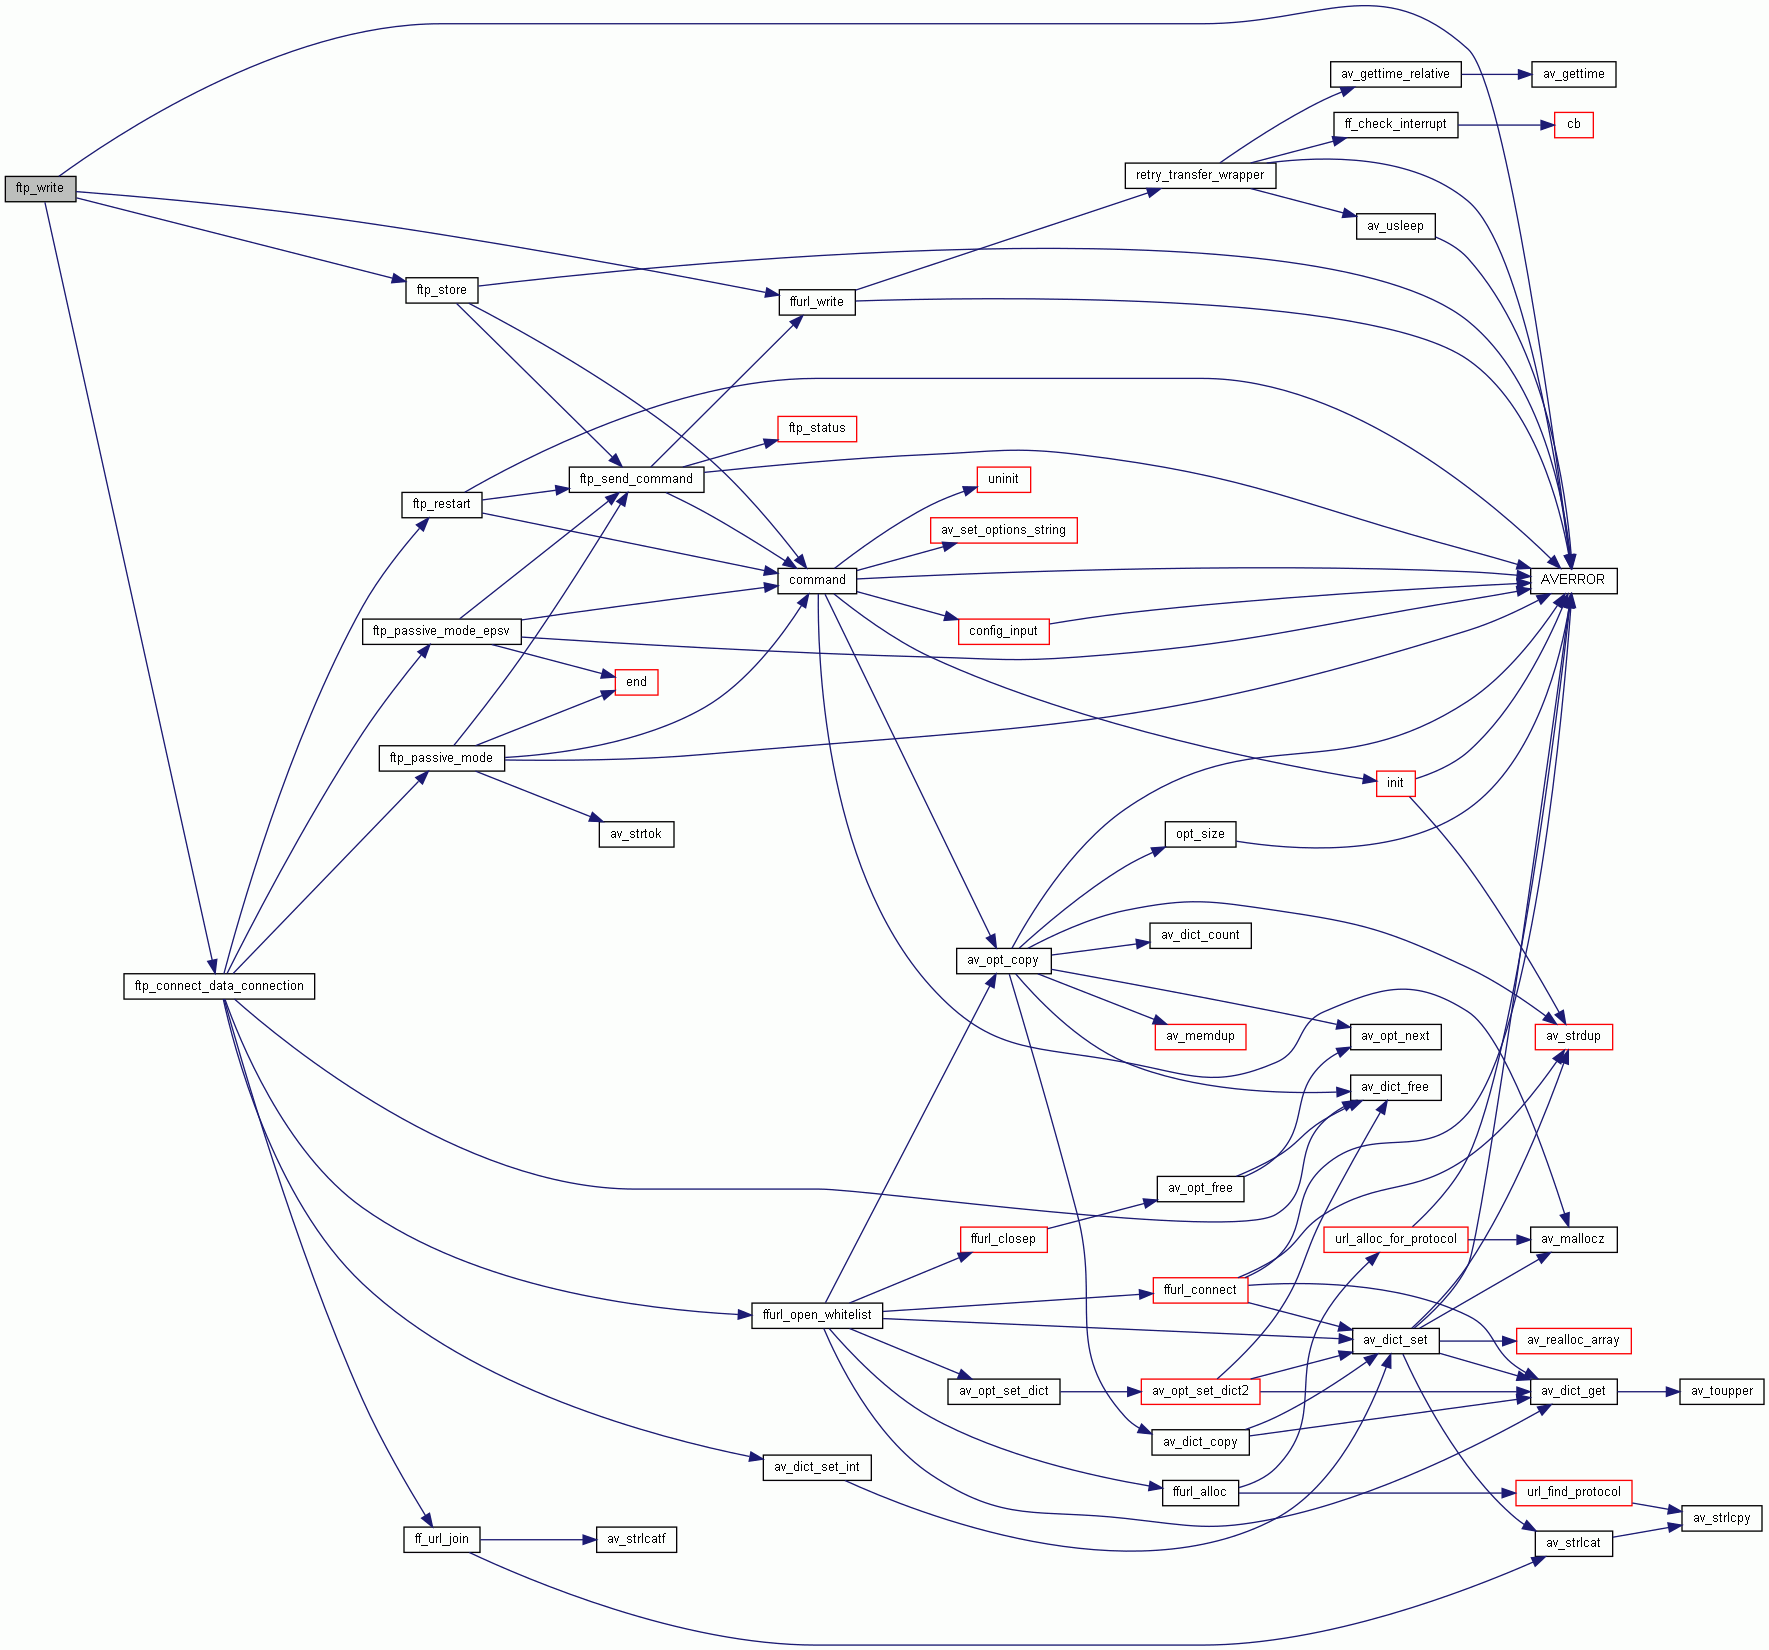 av_gettime_relative
av_gettime
ff_check_interrupt
cb
retry_transfer_wrapper
ftp_write
av_usleep
ftp_store
ffurl_write
ftp_status
ftp_send_command
uninit
ftp_restart
av_set_options_string
command
AVERROR
ftp_passive_mode_epsv
config_input
end
ftp_passive_mode
init
av_strtok
opt_size
av_dict_count
av_opt_copy
ftp_connect_data_connection
av_memdup
av_opt_next
av_strdup
av_dict_free
av_opt_free
ffurl_closep
url_alloc_for_protocol
av_mallocz
ffurl_connect
ffurl_open_whitelist
av_dict_set
av_realloc_array
av_opt_set_dict
av_opt_set_dict2
av_dict_get
av_toupper
av_dict_copy
av_dict_set_int
ffurl_alloc
url_find_protocol
av_strlcpy
ff_url_join
av_strlcatf
av_strlcat